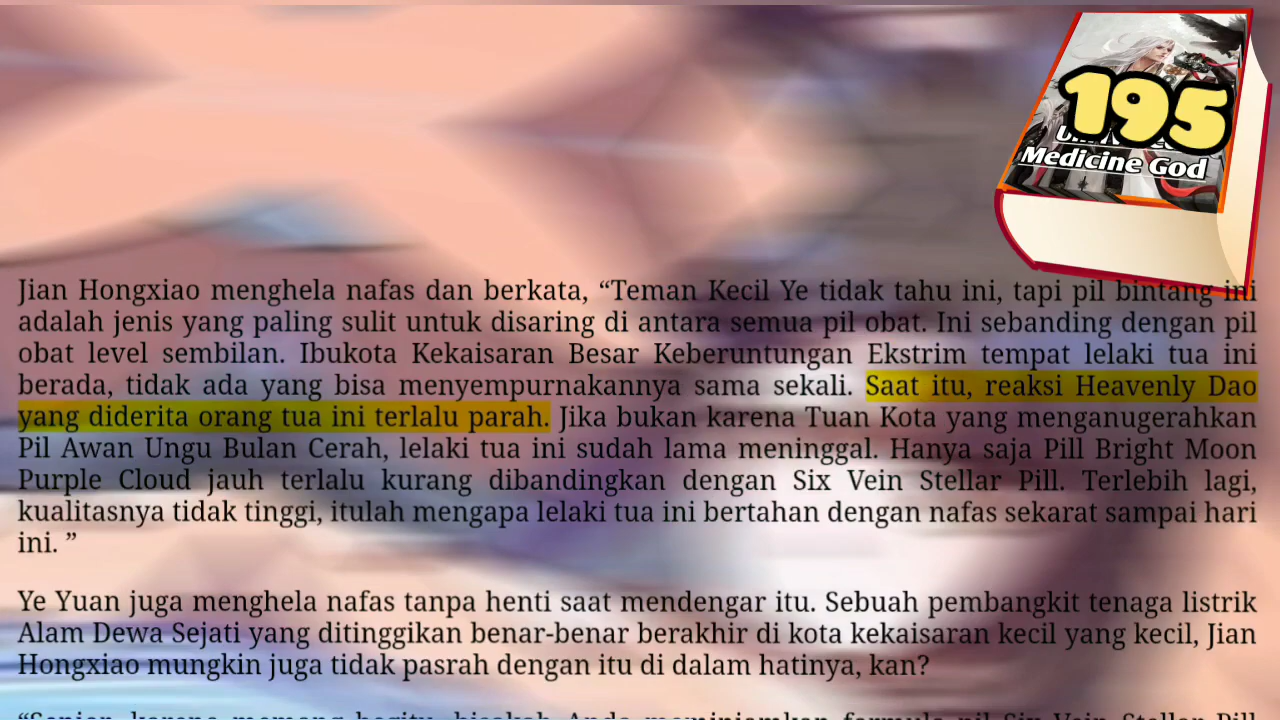 195
Medicine God
Jian Hongxiao menghela nafas dan berkata, “Teman Kecil Ye tidak tahu ini, tapi pil bintang ini
adalah jenis yang paling sulit untuk disaring di antara semua pil obat. Ini sebanding dengan pil
obat level sembilan. Ibukota Kekaisaran Besar Keberuntungan Ekstrim tempat lelaki tua ini
berada, tidak ada yang bisa menyempurnakannya sama sekali. Saat itu, reaksi Heavenly Dao
yang diderita orang tua ini terlalu parah. Jika bukan karena Tuan Kota yang menganugerahkan
Pil Awan Ungu Bulan Cerah, lelaki tua ini sudah lama meninggal. Hanya saja Pill Bright Moon
Purple Cloud jauh terlalu kurang dibandingkan dengan Six Vein Stellar Pill. Terlebih lagi,
kualitasnya tidak tinggi, itulah mengapa lelaki tua ini bertahan dengan nafas sekarat sampai hari
ini. ”
Ye Yuan juga menghela nafas tanpa henti saat mendengar itu. Sebuah pembangkit tenaga listrik
Alam Dewa Sejati yang ditinggikan benar-benar berakhir di kota kekaisaran kecil yang kecil, Jian
Hongxiao mungkin juga tidak pasrah dengan itu di dalam hatinya, kan?